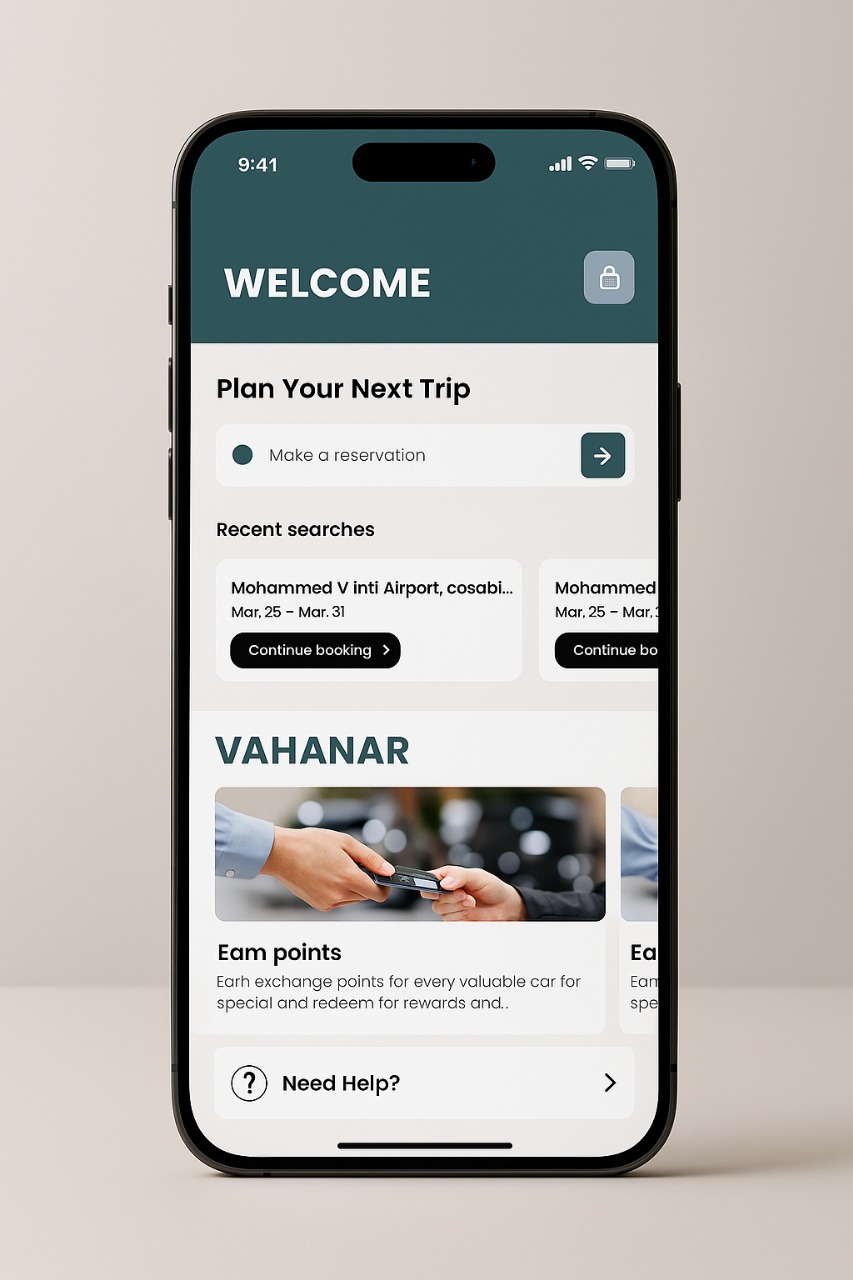 9:41
WELCOME
Plan Your Next Trip
Make a reservation
Recent searches
Mohammed V inti Airport, cosabi...
Mar, 25 – Mar. 31
Continue booking
Mohammed
Mar, 25 – Mar,
Continue bo
VAHANAR
Eam points
Earh exchange points for every valuable car for
special and redeem for rewards and..
Ea
Eam
spe
? Need Help?